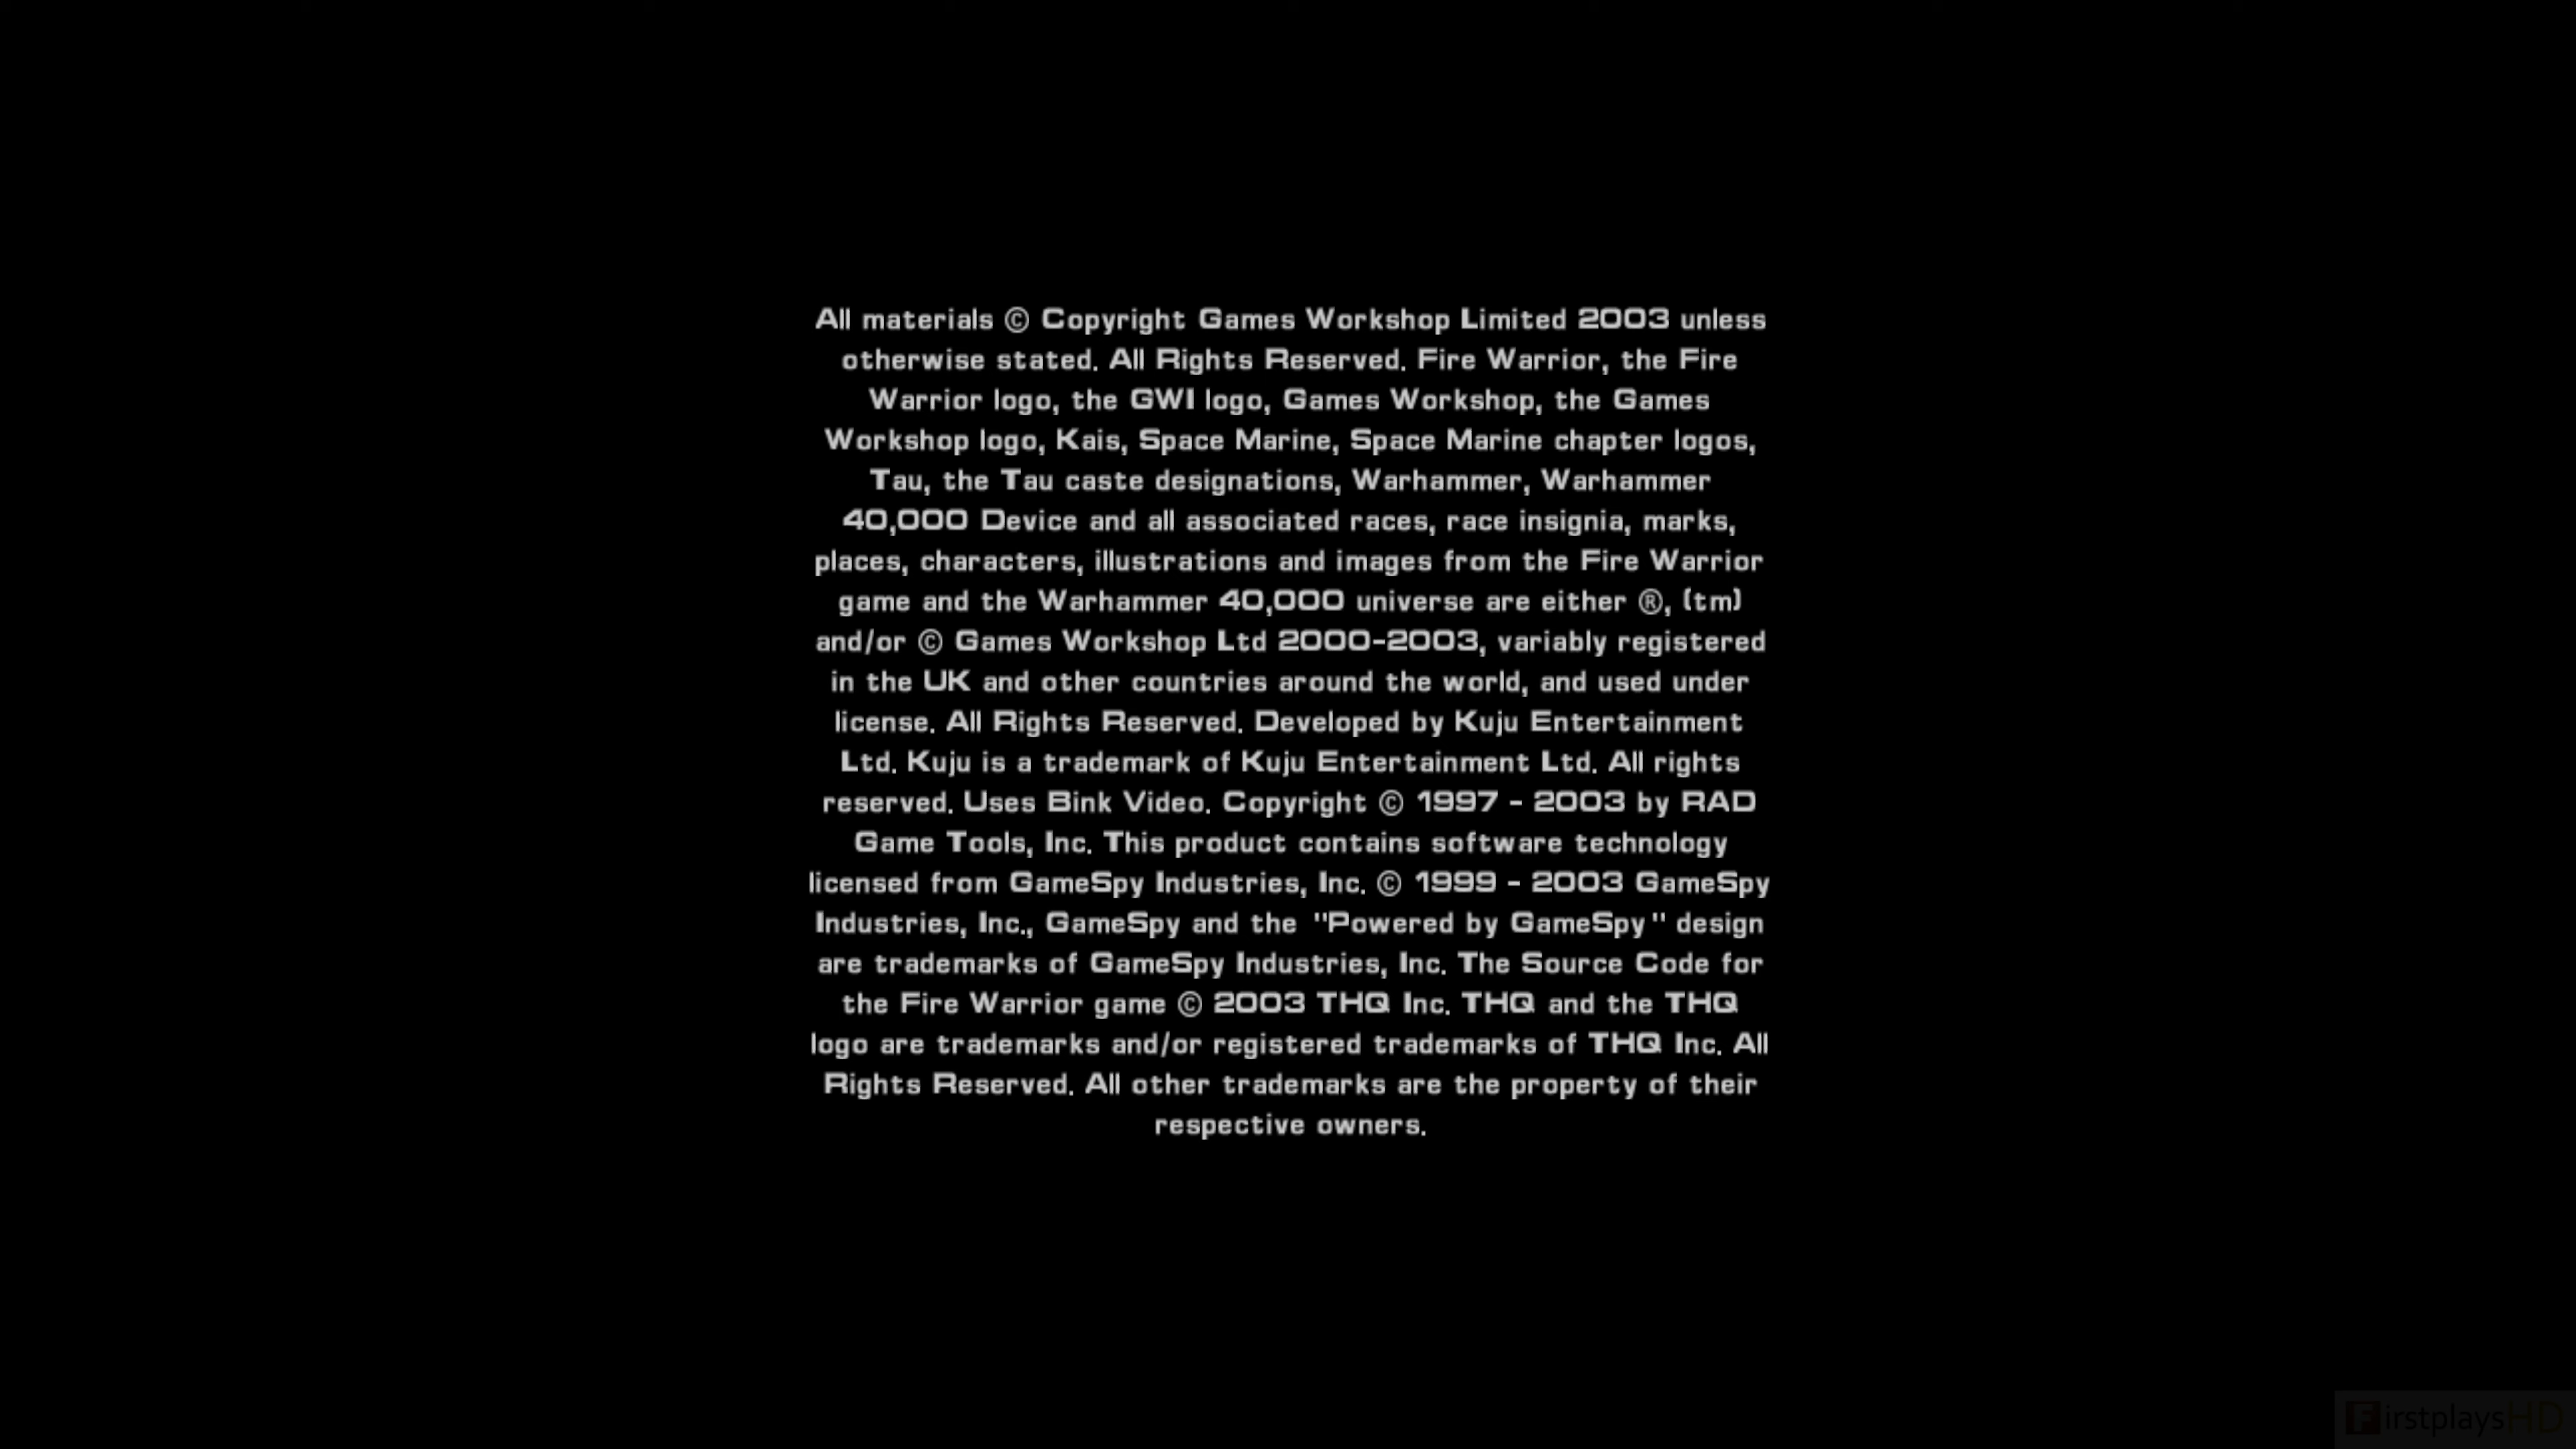 All materials © Copyright Games Workshop Limited 2003 unless
otherwise stated. All Rights Reserved. Fire Warrior, the Fire
Warrior logo, the GWI logo, Games Workshop, the Games
Workshop logo, Kais, Space Marine, Space Marine chapter logos,
Tau, the Tau caste designations, Warhammer, Warhammer
40,000 Device and all associated races, race insignia, marks,
places, characters, illustrations and images from the Fire Warrior
game and the Warhammer 40,000 universe are either ®, (tm)
and/or © Games Workshop Ltd 2000-2003, variably registered
in the UK and other countries around the world, and used under
license. All Rights Reserved. Developed by Kuju Entertainment
Ltd. Kuju is a trademark of Kuju Entertainment Ltd. All rights
reserved. Uses Bink Video. Copyright © 1997 - 2003 by RAD
Game Tools, Inc. This product contains software technology
licensed from GameSpy Industries, Inc. © 1999 - 2003 GameSpy
Industries, Inc., GameSpy and the "Powered by GameSpy" design
are trademarks of GameSpy Industries, Inc. The Source Code for
the Fire Warrior game © 2003 THQ Inc. THQ and the THQ
logo are trademarks and/or registered trademarks of THQ Inc. All
Rights Reserved. All other trademarks are the property of their
respective owners.
FirstplaysHD